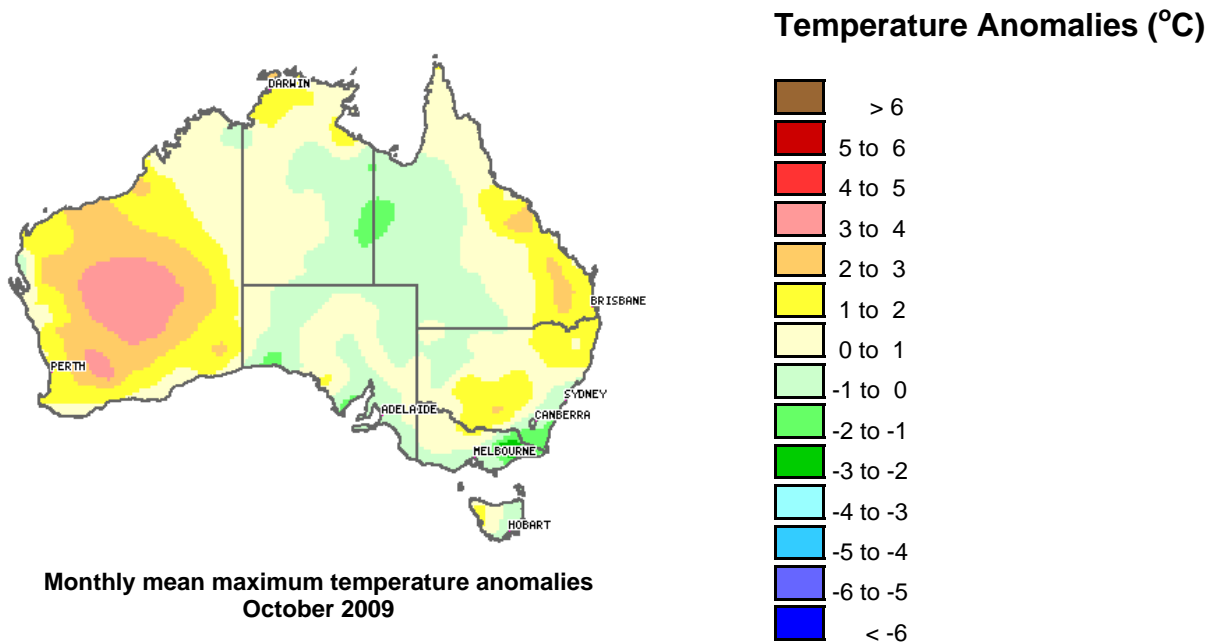 Temperature Anomalies (°C)
> 6
5 to 6
4 to 5
3 to 4
2 to 3
1 to 2
0 to 1
-1 to 0
-2 to -1
-3 to -2
-4 to -3
-5 to -4
-6 to -5
< -6
DARWIN
BRISBANE
PERTH
SYDNEY
ADELAIDE
CANBERRA
MELBOURNE
HOBART
Monthly mean maximum temperature anomalies
October 2009